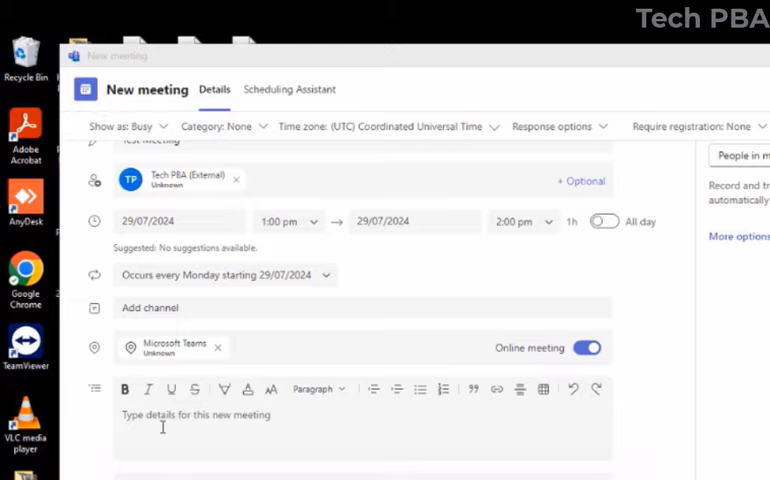 Tech PBA
New meeting
Recycle Bin
New meeting
Details
Scheduling Assistant
Show as: Busy
Category: None
Time zone: (UTC) Coordinated Universal Time
Response options
Require registration: None
Test Meeting
Adobe
Acrobat
TP
Tech PBA (External)
Unknown
+ Optional
People in m
Record and tr
automatically
More options
AnyDesk
29/07/2024
1:00 pm
29/07/2024
2:00 pm
1h
All day
Suggested: No suggestions available.
Occurs every Monday starting 29/07/2024
Google
Chrome
Add channel
Microsoft Teams
Unknown
Online meeting
TeamViewer
B I U S
A AA
Paragraph
Type details for this new meeting
VLC media
player